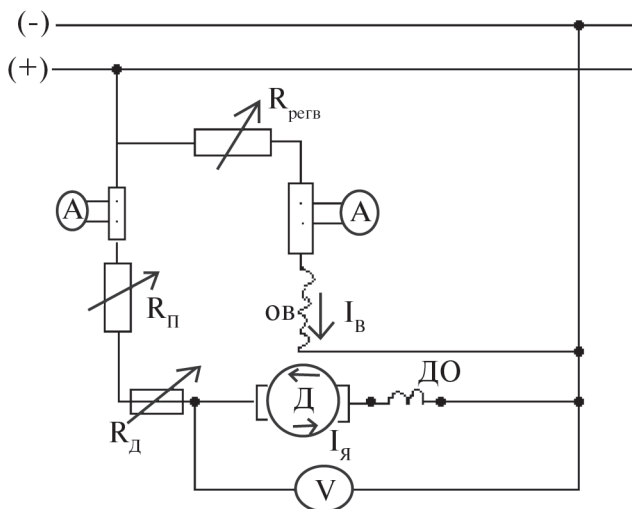 (-)
(+)
Rрегв
А
А
RП
ов
IВ
ДО
Д
RД
IЯ
V